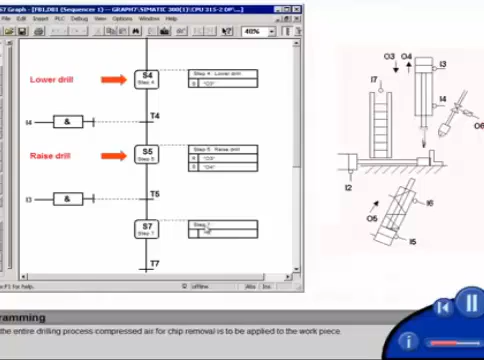 S7 Graph - [FB1,DB1 (Sequencer 1) GRAPH7\SIMATIC 300(1)\CPU 315-2 DP\...
Edit Insert PLC Debug View Options Window Help
Lower drill
S4
Step 4
Step 4 Lower drill
"O3"
I4
&
T4
Raise drill
S5
Step 5
Step 5 Raise drill
"O3"
"O4"
I3
&
T5
S7
Step 7
Step 7
T7
offline
Abs
Ins
F1 for help.
O3
O4
I7
I3
I4
O6
I2
O5
I6
I5
ramming
the entire drilling process compressed air for chip removal is to be applied to the work piece.